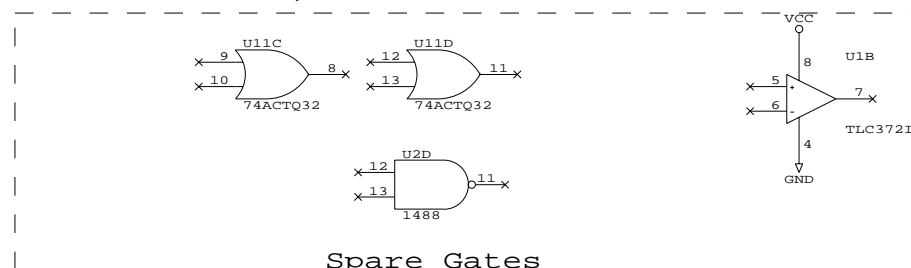 VCC
U11C
U11D
U1B
9
10
8
12
13
11
8
5
6
7
+
-
74ACTQ32
74ACTQ32
TLC372I
4
U2D
12
13
11
GND
1488
Spare Gates